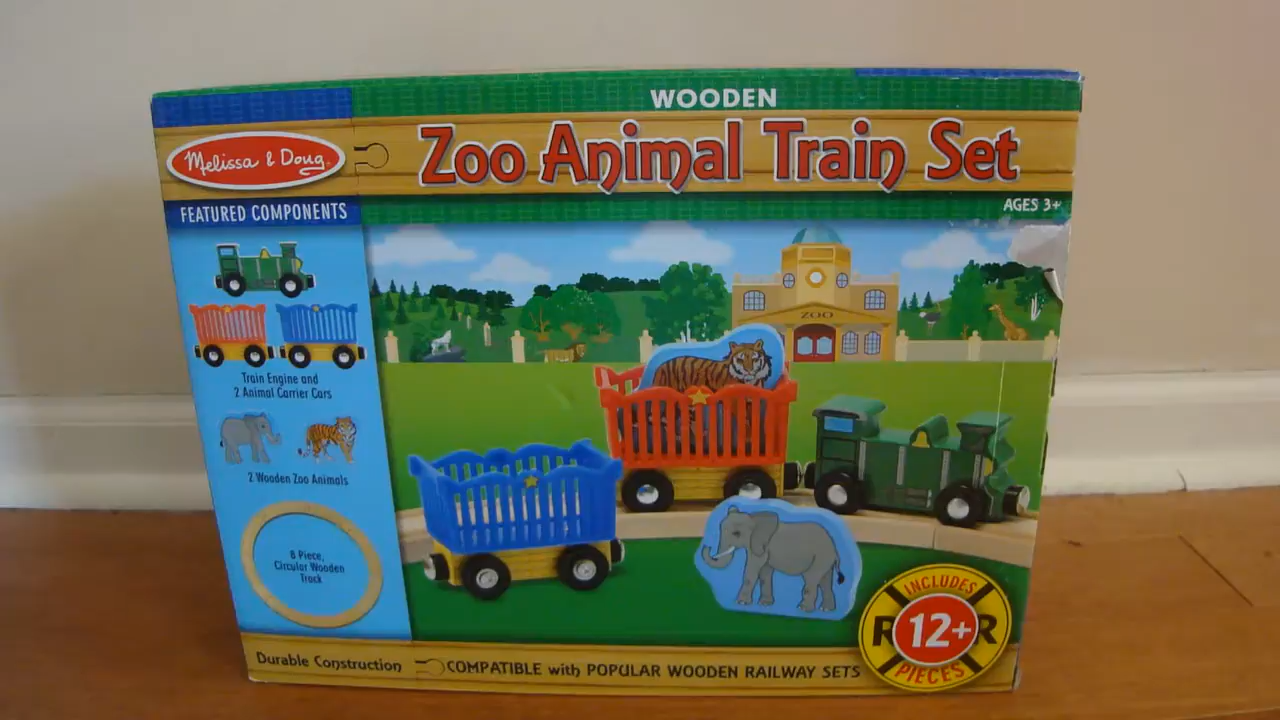 WOODEN
Zoo Animal Train Set
Melissa & Doug
AGES 3+
FEATURED COMPONENTS
Train Engine and
2 Animal Carrier Cars
2 Wooden Zoo Animals
8 Piece,
Circular Wooden
Track
ZOO
INCLUDES
R 12+ R
PIECES
Durable Construction
COMPATIBLE with POPULAR WOODEN RAILWAY SETS